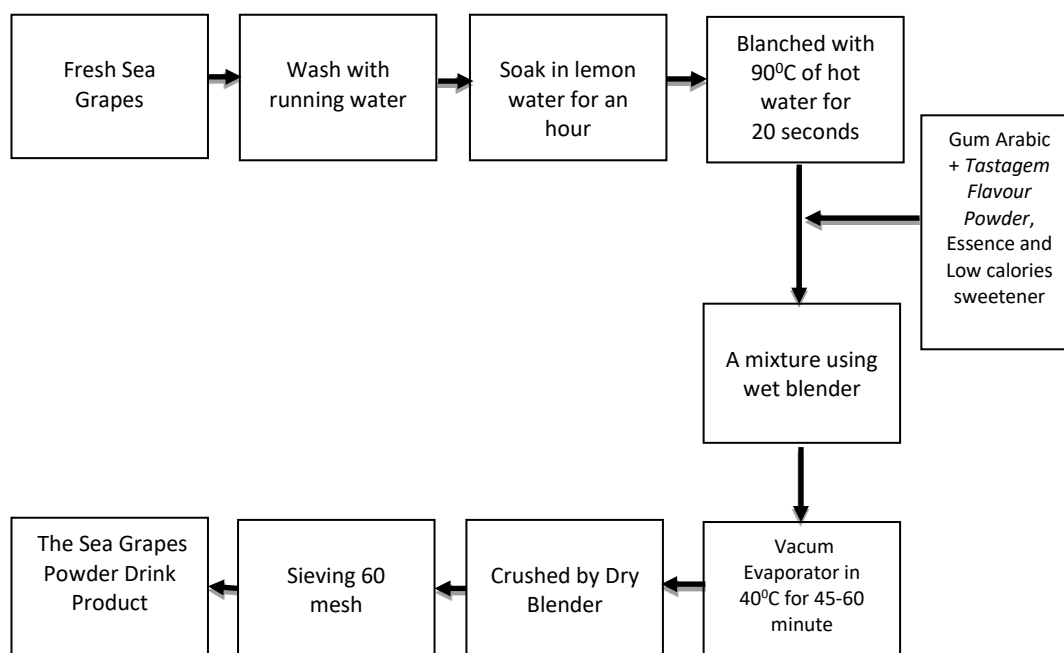 Fresh Sea
Grapes
Wash with
running water
Soak in lemon
water for an
hour
Blanched with
90⁰C of hot
water for
20 seconds
Gum Arabic
+ Tastagem
Flavour
Powder,
Essence and
Low calories
sweetener
A mixture using
wet blender
Vacum
Evaporator in
40⁰C for 45-60
minute
Crushed by Dry
Blender
Sieving 60
mesh
The Sea Grapes
Powder Drink
Product